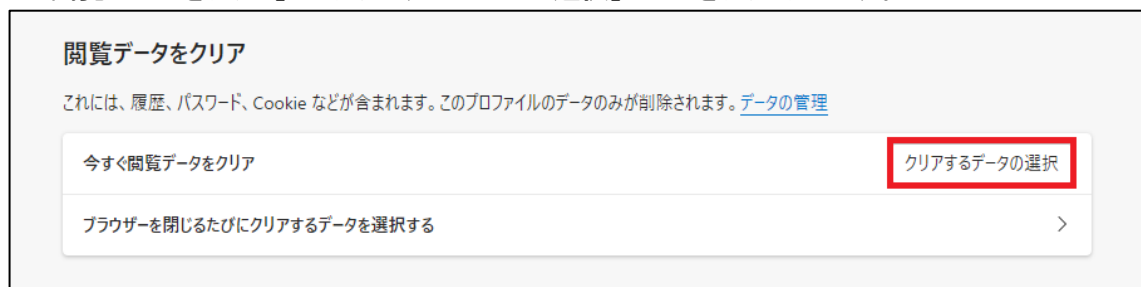 閲覧データをクリア
これには、履歴、パスワード、Cookie などが含まれます。このプロファイルのデータのみが削除されます。データの管理
今すぐ閲覧データをクリア クリアするデータの選択
ブラウザーを閉じるたびにクリアするデータを選択する